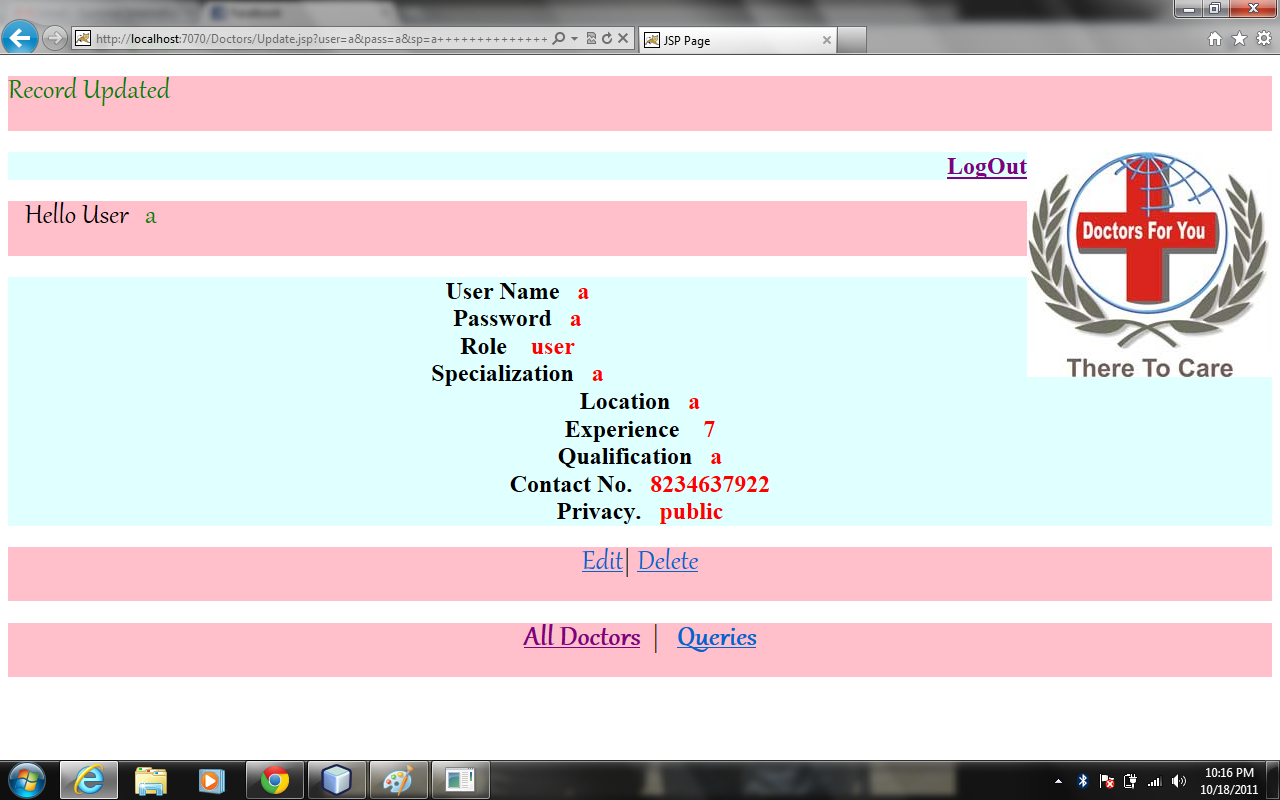 http://localhost:7070/Doctors/Update.jsp?user=a&pass=a&sp=a++++++++++++++
JSP Page
Record Updated
LogOut
Hello User a
Doctors For You
There To Care
User Name a
Password a
Role user
Specialization a
Location a
Experience 7
Qualification a
Contact No. 8234637922
Privacy. public
Edit| Delete
All Doctors | Queries
10:16 PM
10/18/2011